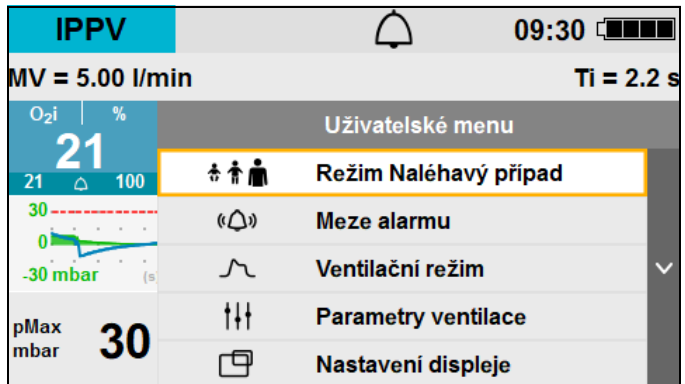 IPPV 09:30
MV = 5.00 l/min Ti = 2.2 s
O₂i %
21
21 100
Uživatelské menu
Režim Naléhavý případ
30
0
-30 mbar (s)
Meze alarmu
Ventilační režim
pMax
mbar 30
Parametry ventilace
Nastavení displeje